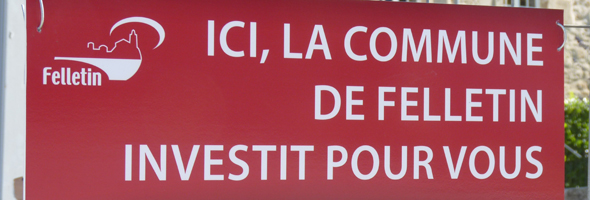 Felletin
ICI, LA COMMUNE
DE FELLETIN
INVESTIT POUR VOUS